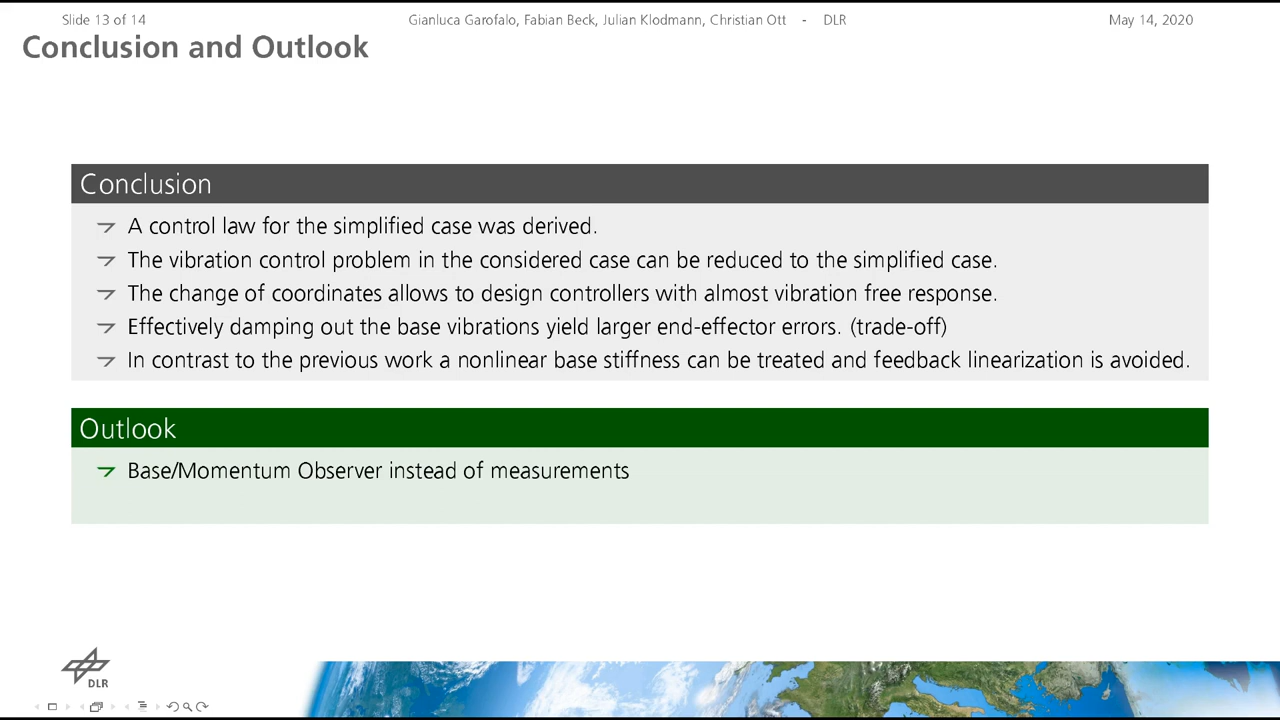 Slide 13 of 14 Gianluca Garofalo, Fabian Beck, Julian Klodmann, Christian Ott - DLR May 14, 2020
Conclusion and Outlook
Conclusion
A control law for the simplified case was derived.
The vibration control problem in the considered case can be reduced to the simplified case.
The change of coordinates allows to design controllers with almost vibration free response.
Effectively damping out the base vibrations yield larger end-effector errors. (trade-off)
In contrast to the previous work a nonlinear base stiffness can be treated and feedback linearization is avoided.
Outlook
Base/Momentum Observer instead of measurements
DLR